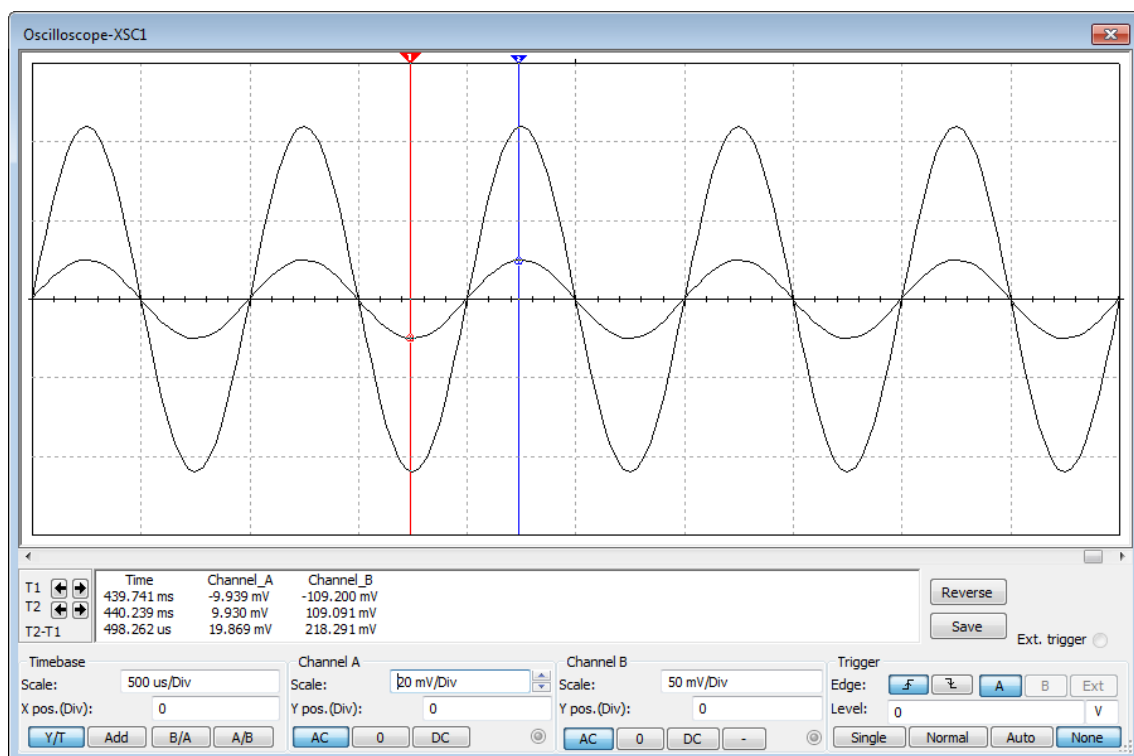 Oscilloscope-XSC1
1 2
Time Channel_A Channel_B
T1 439.741 ms -9.939 mV -109.200 mV
T2 440.239 ms 9.930 mV 109.091 mV
T2-T1 498.262 us 19.869 mV 218.291 mV
Reverse
Save
Ext. trigger
Timebase
Scale: 500 us/Div
X pos.(Div): 0
Y/T Add B/A A/B
Channel A
Scale: 20 mV/Div
Y pos.(Div): 0
AC 0 DC
Channel B
Scale: 50 mV/Div
Y pos.(Div): 0
AC 0 DC -
Trigger
Edge: A B Ext
Level: 0 V
Single Normal Auto None